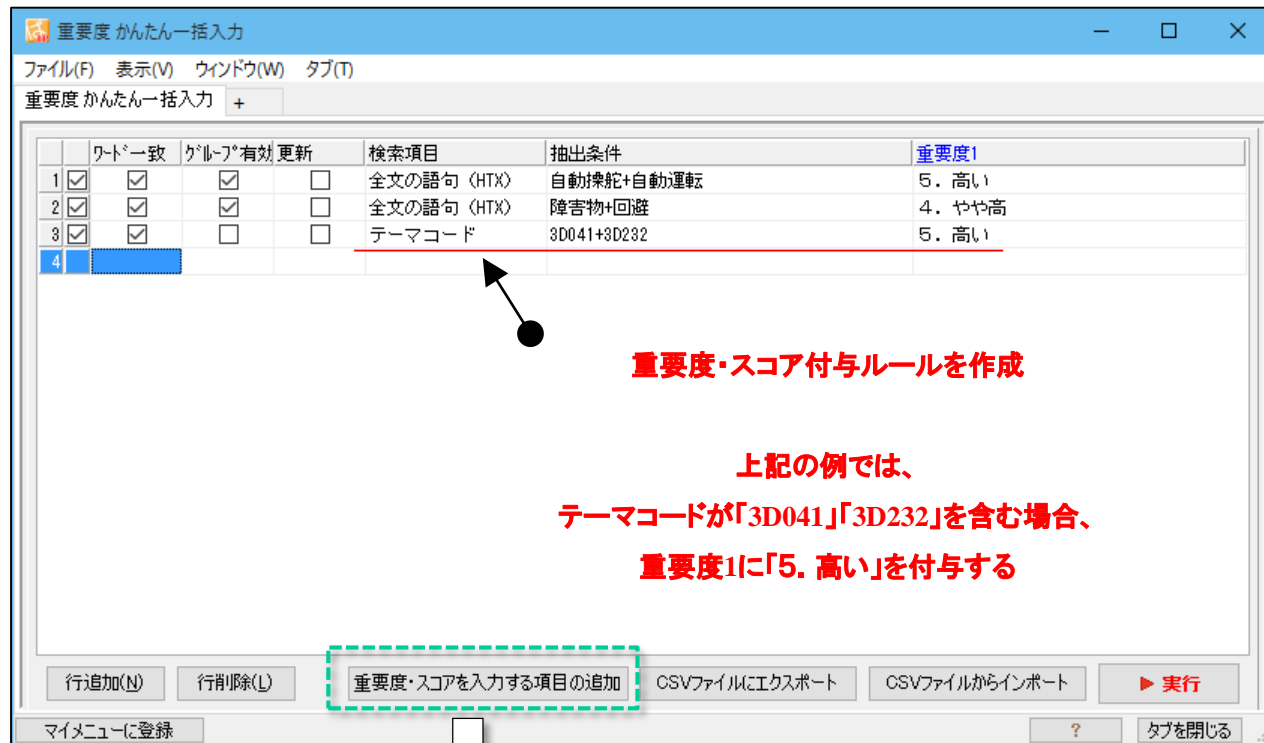 重要度 かんたん一括入力
ファイル(F) 表示(V) ウィンドウ(W) タブ(T)
重要度 かんたん一括入力 +
ワード一致 グループ有効 更新 検索項目 抽出条件 重要度1
1 全文の語句 (HTX) 自動操舵+自動運転 5. 高い
2 全文の語句 (HTX) 障害物+回避 4. やや高
3 テーマコード 3D041+3D232 5. 高い
4
重要度・スコア付与ルールを作成
上記の例では、
テーマコードが「3D041」「3D232」を含む場合、
重要度1に「5. 高い」を付与する
行追加(N) 行削除(L) 重要度・スコアを入力する項目の追加 CSVファイルにエクスポート CSVファイルからインポート ▶ 実行
マイメニューに登録 ? タブを閉じる